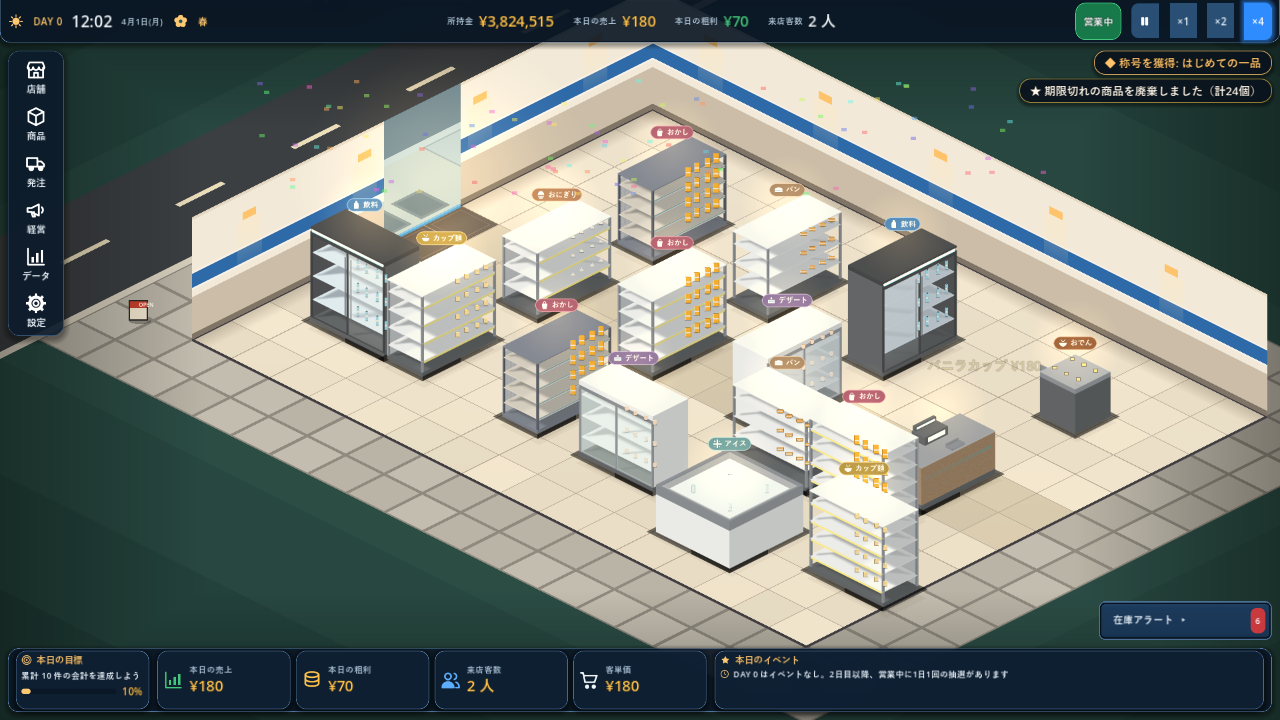 DAY 0 12:02 4月1日(月) 春
所持金 ¥3,824,515 本日の売上 ¥180 本日の粗利 ¥70 来店客数 2 人
営業中 ×1 ×2 ×4
◆ 称号を獲得: はじめての一品
★ 期限切れの商品を廃棄しました（計24個）
店舗
商品
発注
経営
データ
設定
OPEN
おかし
おにぎり
パン
飲料
飲料
カップ麺
おかし
デザート
おかし
おでん
デザート
パン
バニラカップ ¥180
おかし
アイス
カップ麺
在庫アラート 6
本日の目標
累計 10 件の会計を達成しよう
10%
本日の売上
¥180
本日の粗利
¥70
来店客数
2 人
客単価
¥180
★ 本日のイベント
DAY 0 はイベントなし。2日目以降、営業中に1日1回の抽選があります